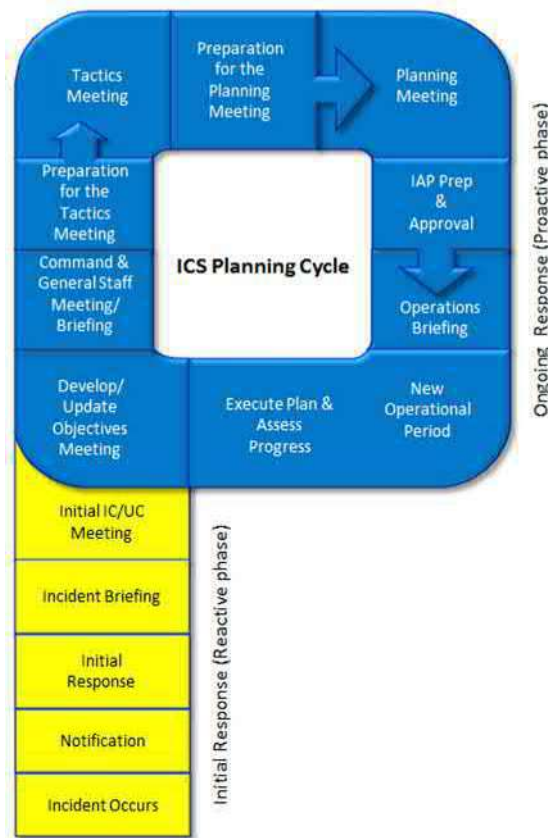 Tactics
Meeting
Preparation
for the
Planning
Meeting
Planning
Meeting
Preparation
for the
Tactics
Meeting
IAP Prep
&
Approval
ICS Planning Cycle
Command &
General Staff
Meeting/
Briefing
Operations
Briefing
Develop/
Update
Objectives
Meeting
Execute Plan &
Assess
Progress
New
Operational
Period
Ongoing Response (Proactive phase)
Initial IC/UC
Meeting
Incident Briefing
Initial
Response
Notification
Incident Occurs
Initial Response (Reactive phase)